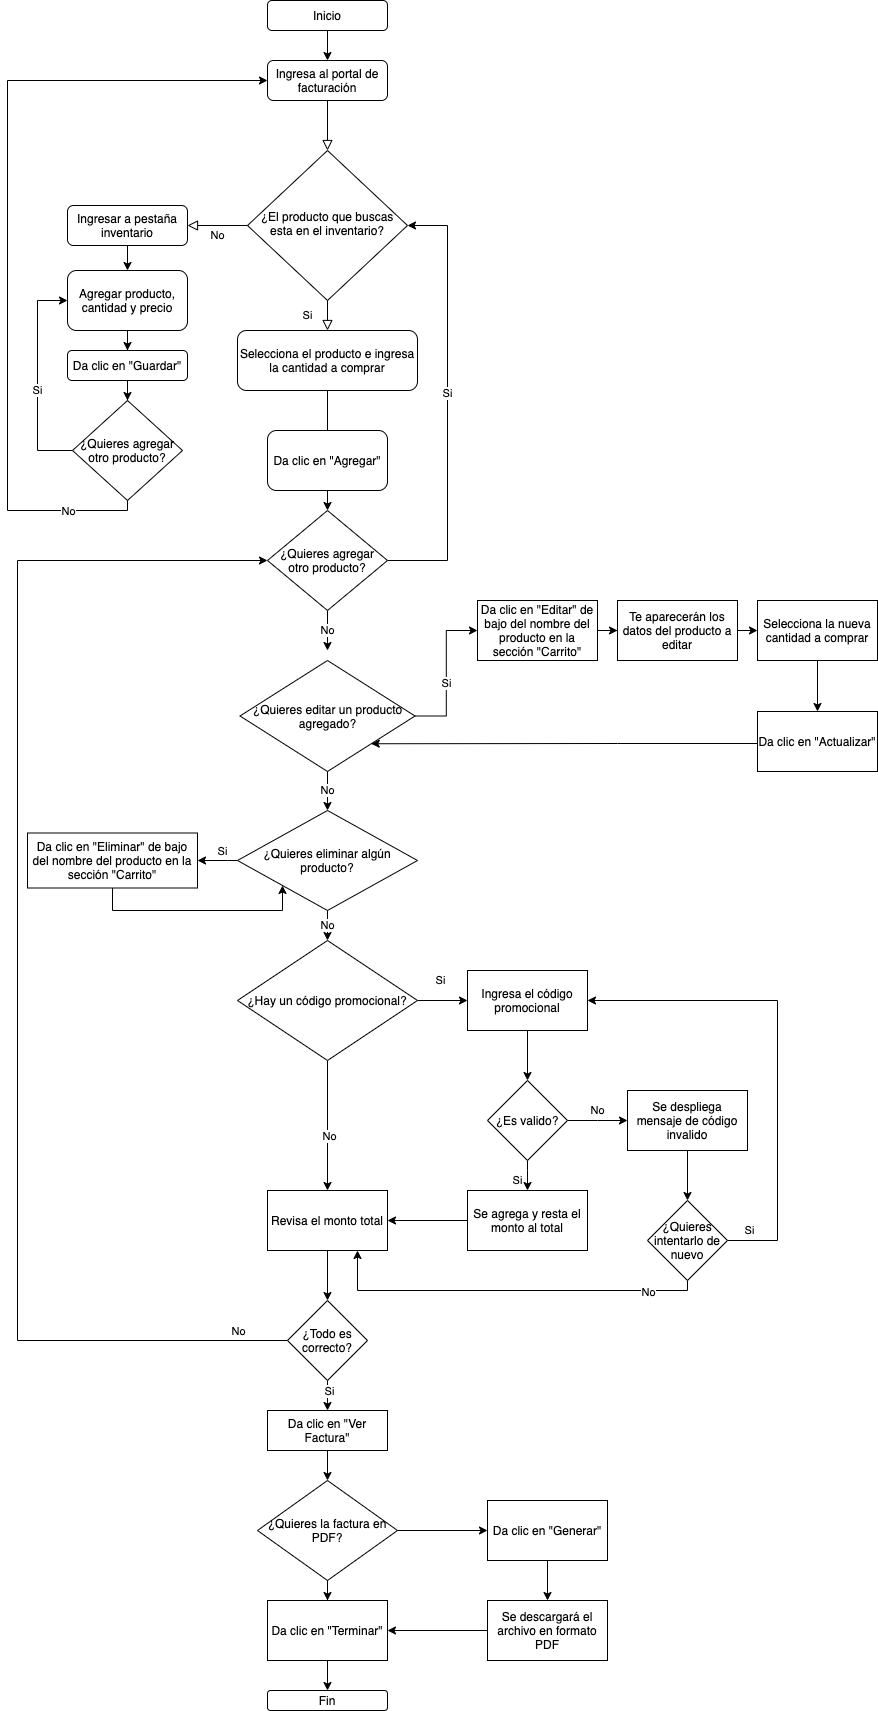 Inicio
Ingresa al portal de
facturación
¿El producto que buscas
esta en el inventario?
No
Ingresar a pestaña
inventario
Agregar producto,
cantidad y precio
Da clic en "Guardar"
Si
¿Quieres agregar
otro producto?
No
Si
Selecciona el producto e ingresa
la cantidad a comprar
Si
Da clic en "Agregar"
¿Quieres agregar
otro producto?
No
¿Quieres editar un producto
agregado?
Si
Da clic en "Editar" de
bajo del nombre del
producto en la
sección "Carrito"
Te aparecerán los
datos del producto a
editar
Selecciona la nueva
cantidad a comprar
Da clic en "Actualizar"
No
¿Quieres eliminar algún
producto?
Si
Da clic en "Eliminar" de bajo
del nombre del producto en la
sección "Carrito"
No
¿Hay un código promocional?
Si
Ingresa el código
promocional
¿Es valido?
No
Se despliega
mensaje de código
invalido
Si
No
Revisa el monto total
Se agrega y resta el
monto al total
¿Quieres
intentarlo de
nuevo
Si
No
¿Todo es
correcto?
No
Si
Da clic en "Ver
Factura"
¿Quieres la factura en
PDF?
Da clic en "Generar"
Se descargará el
archivo en formato
PDF
Da clic en "Terminar"
Fin